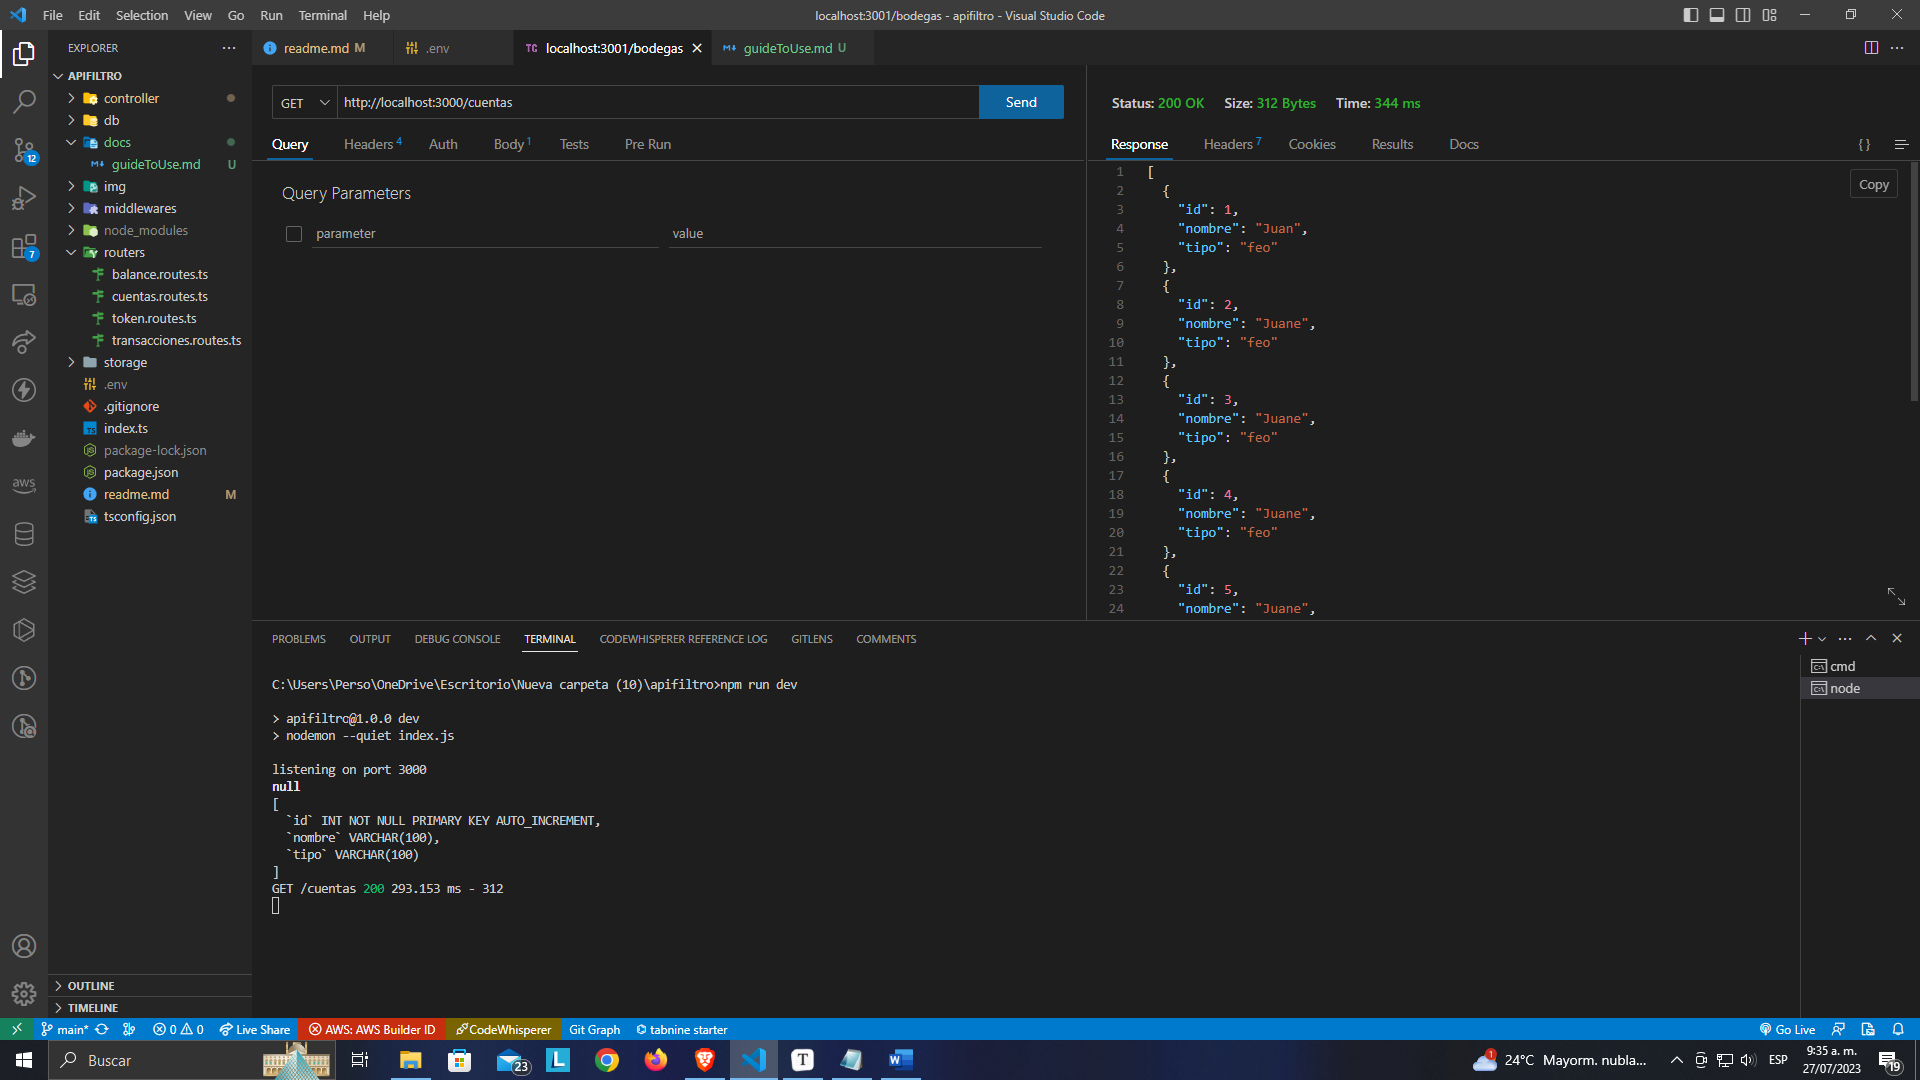 File Edit Selection View Go Run Terminal Help
localhost:3001/bodegas - apifiltro - Visual Studio Code
EXPLORER
APIFILTRO
controller
db
docs
guideToUse.md U
img
middlewares
node_modules
routers
balance.routes.ts
cuentas.routes.ts
token.routes.ts
transacciones.routes.ts
storage
.env
.gitignore
index.ts
package-lock.json
package.json
readme.md M
tsconfig.json
OUTLINE
TIMELINE
12
7
aws
readme.md M
.env
TC localhost:3001/bodegas
guideToUse.md U
GET http://localhost:3000/cuentas Send
Query Headers 4 Auth Body 1 Tests Pre Run
Query Parameters
parameter value
Status: 200 OK Size: 312 Bytes Time: 344 ms
Response Headers 7 Cookies Results Docs {}
Copy
1 [
2 {
3 "id": 1,
4 "nombre": "Juan",
5 "tipo": "feo"
6 },
7 {
8 "id": 2,
9 "nombre": "Juane",
10 "tipo": "feo"
11 },
12 {
13 "id": 3,
14 "nombre": "Juane",
15 "tipo": "feo"
16 },
17 {
18 "id": 4,
19 "nombre": "Juane",
20 "tipo": "feo"
21 },
22 {
23 "id": 5,
24 "nombre": "Juane",
PROBLEMS OUTPUT DEBUG CONSOLE TERMINAL CODEWHISPERER REFERENCE LOG GITLENS COMMENTS
cmd
node
C:\Users\Perso\OneDrive\Escritorio\Nueva carpeta (10)\apifiltro>npm run dev
> apifiltro@1.0.0 dev
> nodemon --quiet index.js
listening on port 3000
null
[
`id` INT NOT NULL PRIMARY KEY AUTO_INCREMENT,
`nombre` VARCHAR(100),
`tipo` VARCHAR(100)
]
GET /cuentas 200 293.153 ms - 312
main* 0 0 Live Share AWS: AWS Builder ID CodeWhisperer Git Graph tabnine starter Go Live
Buscar
23
L
T
W
1
24°C Mayorm. nubla...
ESP
9:35 a. m.
27/07/2023
19